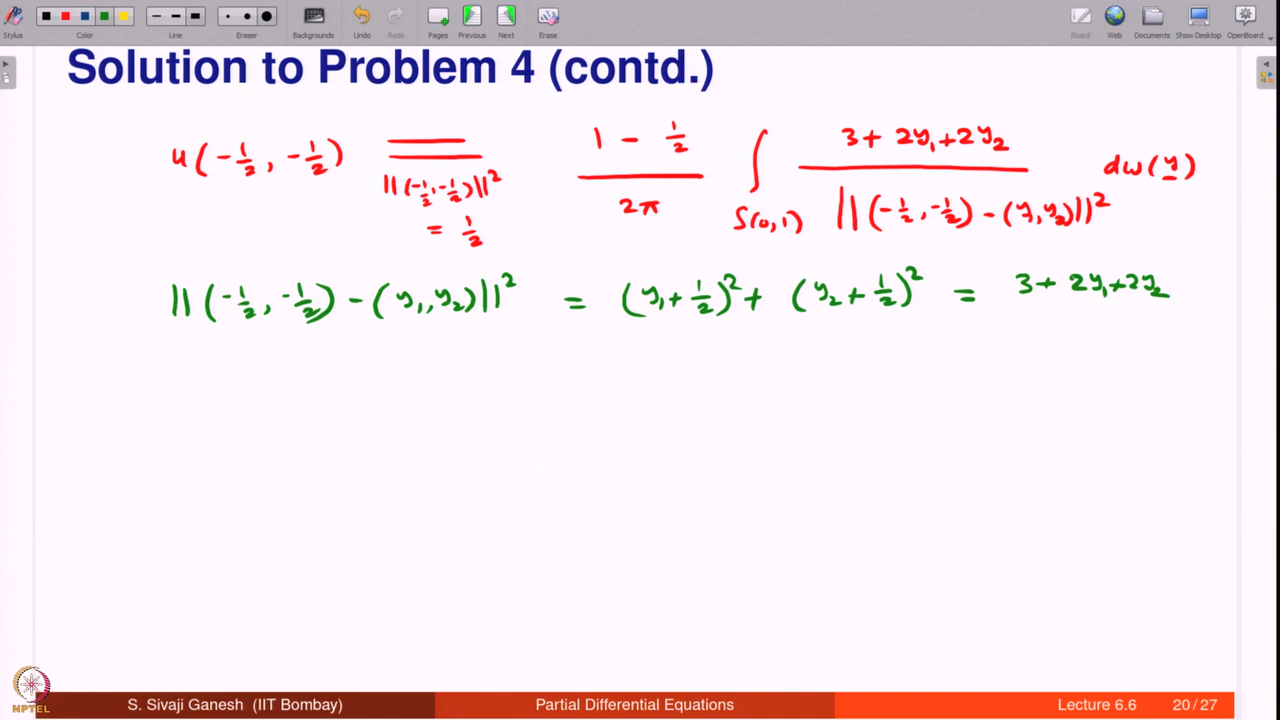 Stylus Color Line Eraser Backgrounds Undo Redo Pages Previous Next Erase Board Web Documents Show Desktop OpenBoard
Solution to Problem 4 (contd.)
u(-1/2, -1/2) = (1 - 1/2)/(2π) ∫_{S(0,1)} (3 + 2y₁ + 2y₂)/||(-1/2, -1/2) - (y₁, y₂)||² dω(y)
||(-1/2, -1/2)||²
= 1/2
||(-1/2, -1/2) - (y₁, y₂)||² = (y₁ + 1/2)² + (y₂ + 1/2)² = 3 + 2y₁ + 2y₂
NPTEL
S. Sivaji Ganesh (IIT Bombay) Partial Differential Equations Lecture 6.6 20/27